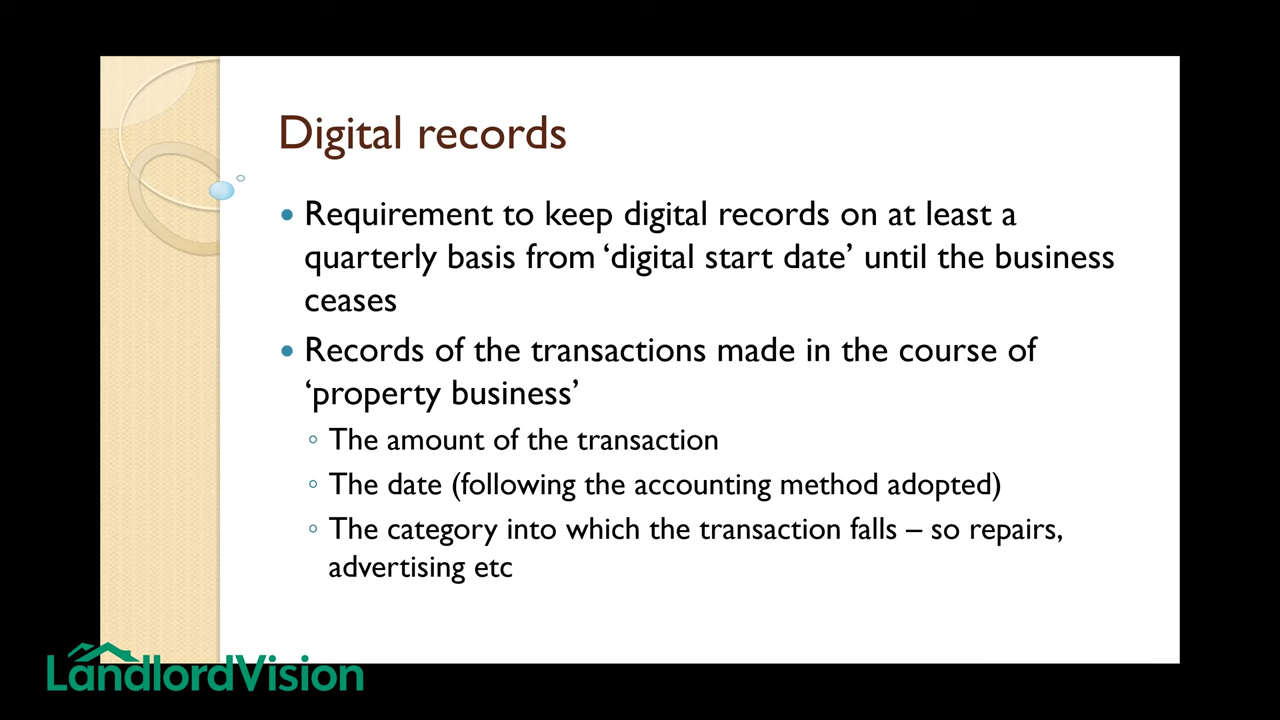 Digital records
• Requirement to keep digital records on at least a
quarterly basis from ‘digital start date’ until the business
ceases
• Records of the transactions made in the course of
‘property business’
◦ The amount of the transaction
◦ The date (following the accounting method adopted)
◦ The category into which the transaction falls – so repairs,
advertising etc
LandlordVision